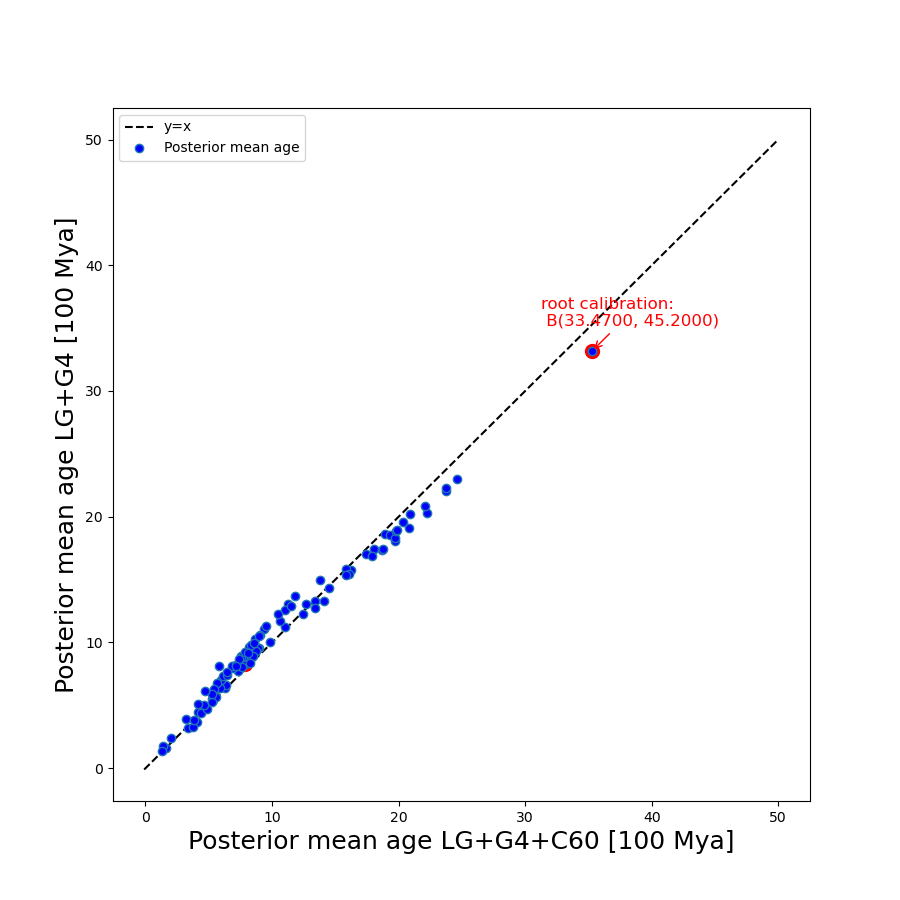 y=x
Posterior mean age
50
40
30
20
10
0
Posterior mean age LG+G4 [100 Mya]
root calibration:
B(33.4700, 45.2000)
0
10
20
30
40
50
Posterior mean age LG+G4+C60 [100 Mya]